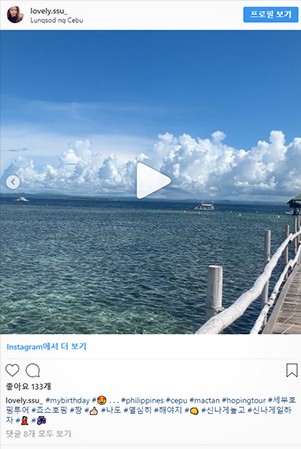 lovely.ssu_
Lungsod ng Cebu
프로필 보기
Instagram에서 더 보기
좋아요 133개
lovely.ssu_ #mybirthday #😍 . . . #philippines #cepu #mactan #hopingtour #세부호
핑투어 #죠스호핑 #짱 #👍🏻 #나도 #열심히 #해야지 #👊 #신나게놀고 #신나게일하
자 #💃 #🎇
댓글 8개 모두 보기